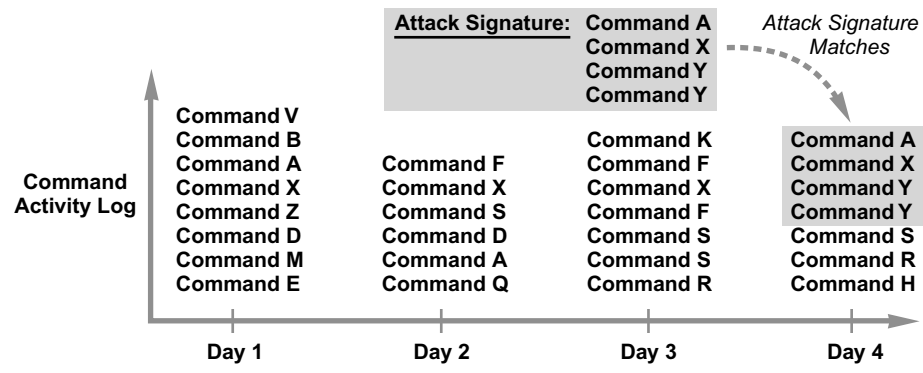 Attack Signature:
Command A
Command X
Command Y
Command Y
Attack Signature
Matches
Command
Activity Log
Command V
Command B
Command A
Command X
Command Z
Command D
Command M
Command E
Command F
Command X
Command S
Command D
Command A
Command Q
Command K
Command F
Command X
Command F
Command S
Command S
Command R
Command A
Command X
Command Y
Command Y
Command S
Command R
Command H
Day 1
Day 2
Day 3
Day 4